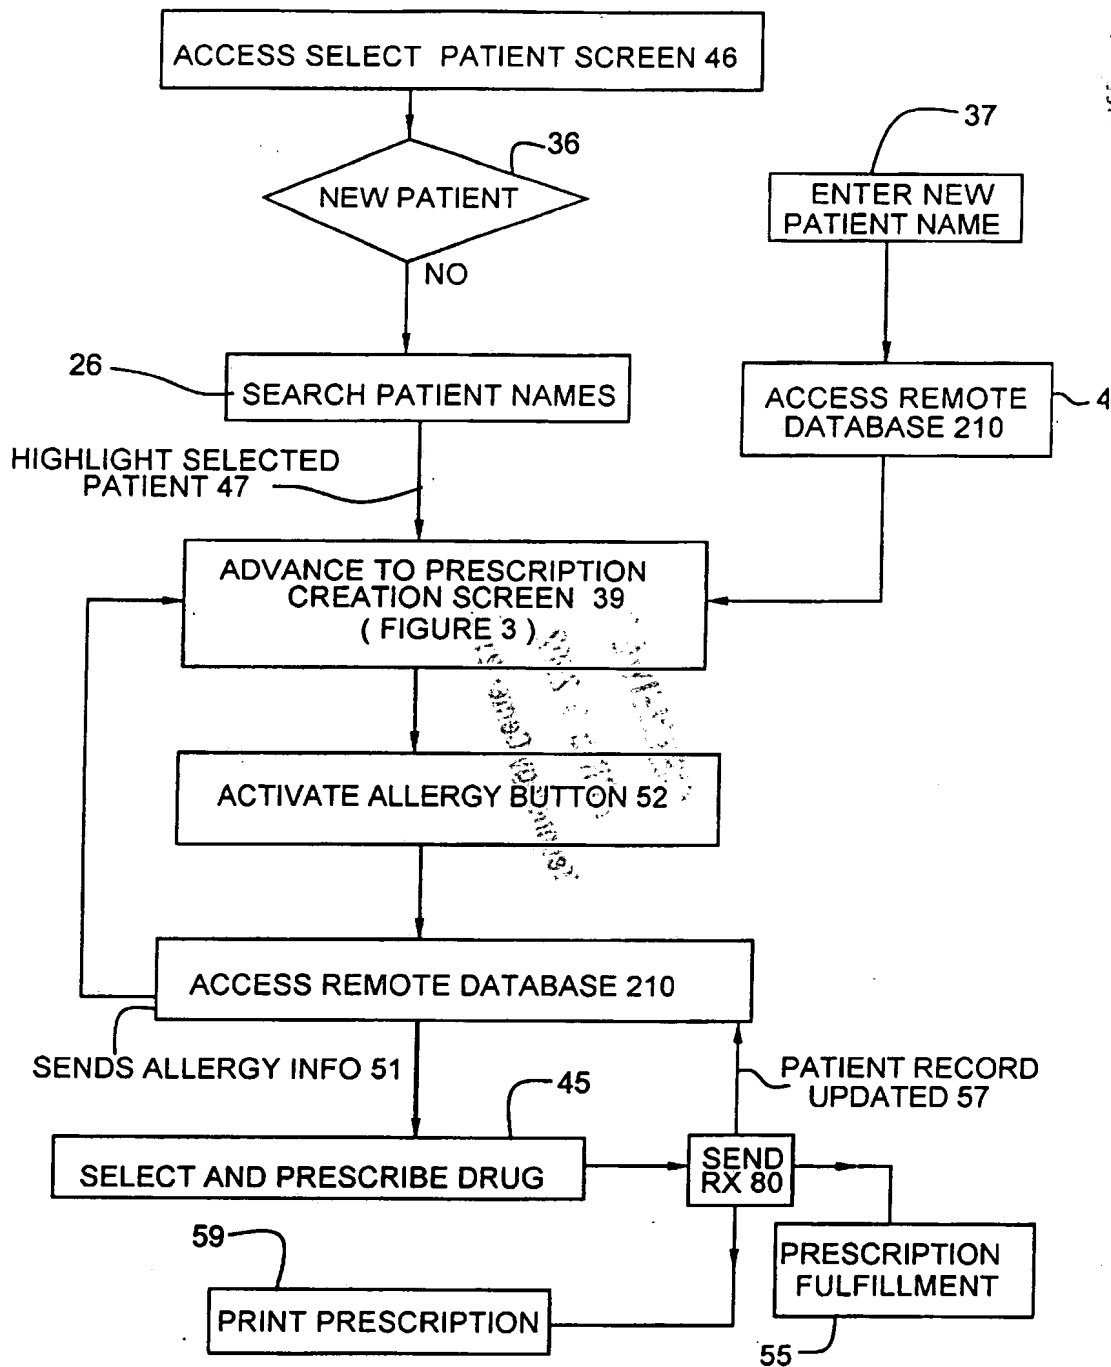 ACCESS SELECT PATIENT SCREEN 46
36
NEW PATIENT
NO
37
ENTER NEW
PATIENT NAME
26
SEARCH PATIENT NAMES
ACCESS REMOTE
DATABASE 210
4
HIGHLIGHT SELECTED
PATIENT 47
ADVANCE TO PRESCRIPTION
CREATION SCREEN 39
( FIGURE 3 )
ACTIVATE ALLERGY BUTTON 52
ACCESS REMOTE DATABASE 210
SENDS ALLERGY INFO 51
PATIENT RECORD
UPDATED 57
45
SELECT AND PRESCRIBE DRUG
SEND
RX 80
59
PRINT PRESCRIPTION
PRESCRIPTION
FULFILLMENT
55